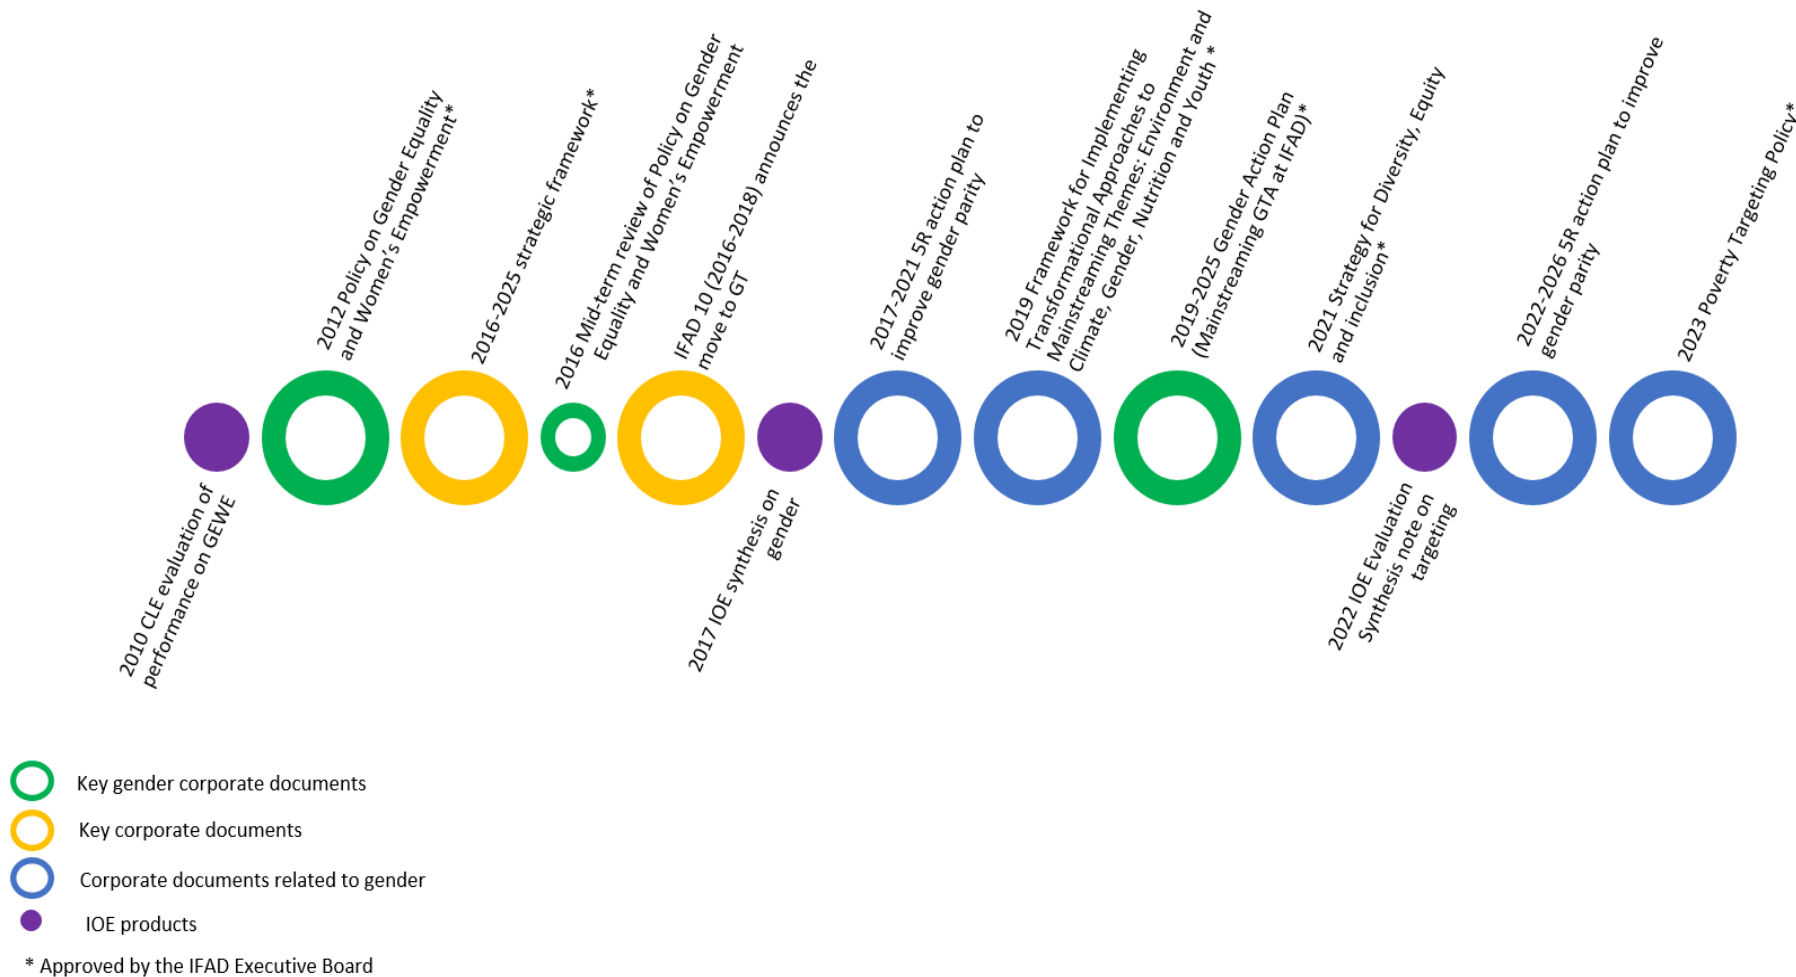 2010 CLE evaluation of
performance on GEWE
2012 Policy on Gender Equality
and Women's Empowerment*
2016-2025 strategic framework*
2016 Mid-term review of Policy on Gender
Equality and Women's Empowerment
IFAD 10 (2016-2018) announces the
move to GT
2017 IOE synthesis on
gender
2017-2021 5R action plan to
improve gender parity
2019 Framework for Implementing
Transformational Approaches to
Mainstreaming Themes: Environment and
Climate, Gender, Nutrition and Youth *
2019-2025 Gender Action Plan
(Mainstreaming GTA at IFAD)*
2021 Strategy for Diversity, Equity
and inclusion*
2022 IOE Evaluation
Synthesis note on
targeting
2022-2026 5R action plan to improve
gender parity
2023 Poverty Targeting Policy*
Key gender corporate documents
Key corporate documents
Corporate documents related to gender
IOE products
* Approved by the IFAD Executive Board